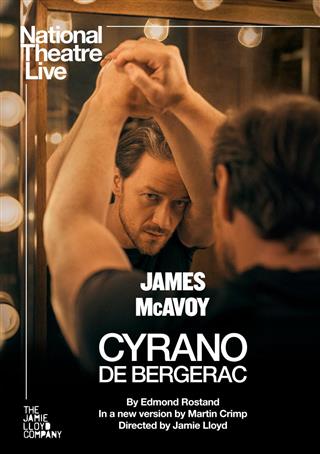 National
Theatre
Live
JAMES
McAVOY
CYRANO
DE BERGERAC
By Edmond Rostand
In a new version by Martin Crimp
Directed by Jamie Lloyd
THE
JAMIE
LLOYD
COMPANY